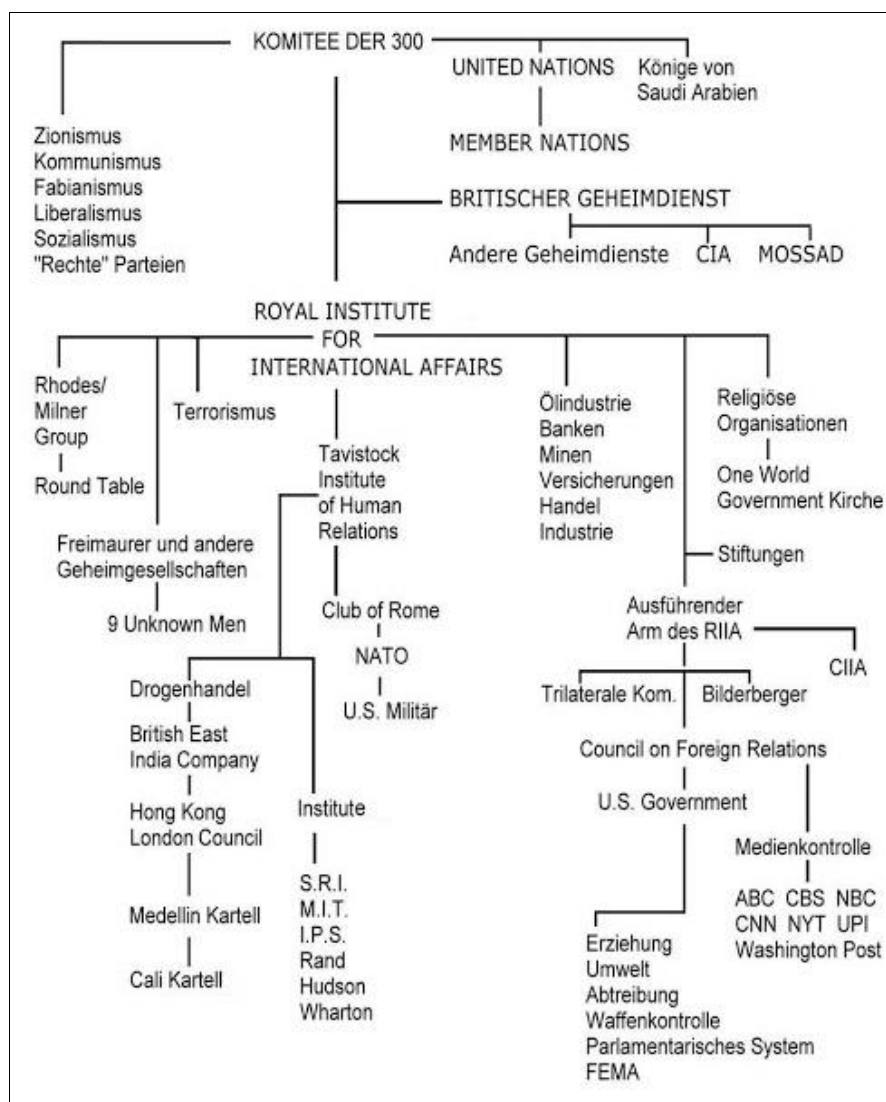 KOMITEE DER 300
UNITED NATIONS
Könige von
Saudi Arabien
MEMBER NATIONS
Zionismus
Kommunismus
Fabianismus
Liberalismus
Sozialismus
"Rechte" Parteien
BRITISCHER GEHEIMDIENST
Andere Geheimdienste
CIA
MOSSAD
ROYAL INSTITUTE
FOR
INTERNATIONAL AFFAIRS
Rhodes/
Milner
Group
Round Table
Terrorismus
Freimaurer und andere
Geheimgesellschaften
9 Unknown Men
Tavistock
Institute
of Human
Relations
Club of Rome
NATO
U.S. Militär
Drogenhandel
British East
India Company
Hong Kong
London Council
Medellin Kartell
Cali Kartell
Institute
S.R.I.
M.I.T.
I.P.S.
Rand
Hudson
Wharton
Ölindustrie
Banken
Minen
Versicherungen
Handel
Industrie
Religiöse
Organisationen
One World
Government Kirche
Stiftungen
Ausführender
Arm des RIIA
CIIA
Trilaterale Kom.
Bilderberger
Council on Foreign Relations
U.S. Government
Medienkontrolle
ABC CBS NBC
CNN NYT UPI
Washington Post
Erziehung
Umwelt
Abtreibung
Waffenkontrolle
Parlamentarisches System
FEMA